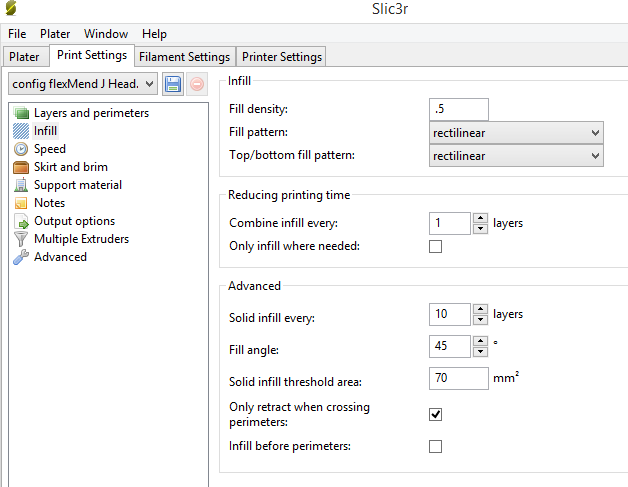 Slic3r
File Plater Window Help
Plater Print Settings Filament Settings Printer Settings
config flexMend J Head.
Layers and perimeters
Infill
Speed
Skirt and brim
Support material
Notes
Output options
Multiple Extruders
Advanced
Infill
Fill density: .5
Fill pattern: rectilinear
Top/bottom fill pattern: rectilinear
Reducing printing time
Combine infill every: 1 layers
Only infill where needed:
Advanced
Solid infill every: 10 layers
Fill angle: 45 °
Solid infill threshold area: 70 mm²
Only retract when crossing
perimeters:
Infill before perimeters: